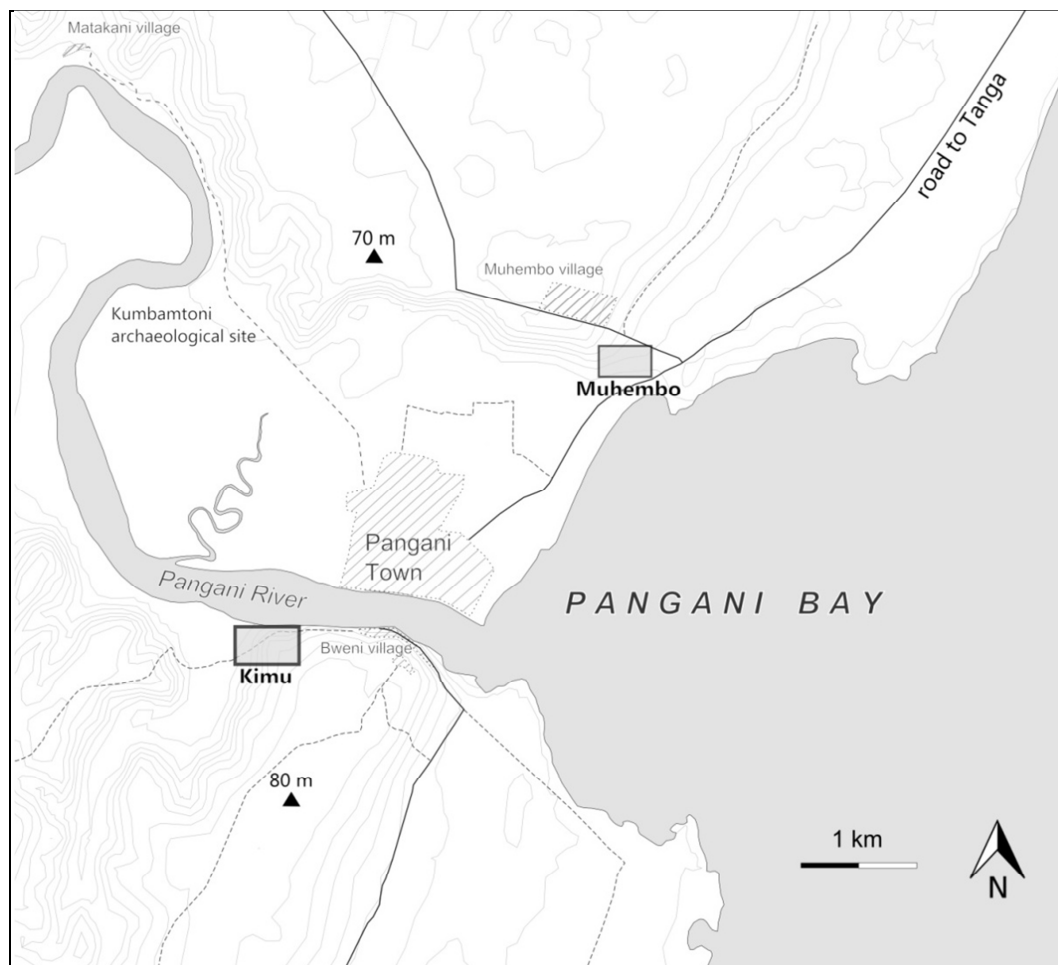 Matakani village
road to Tanga
70 m
Muhembo village
Kumbamtoni
archaeological site
Muhembo
Pangani
Town
Pangani River
PANGANI BAY
Bweni village
Kimu
80 m
1 km
N